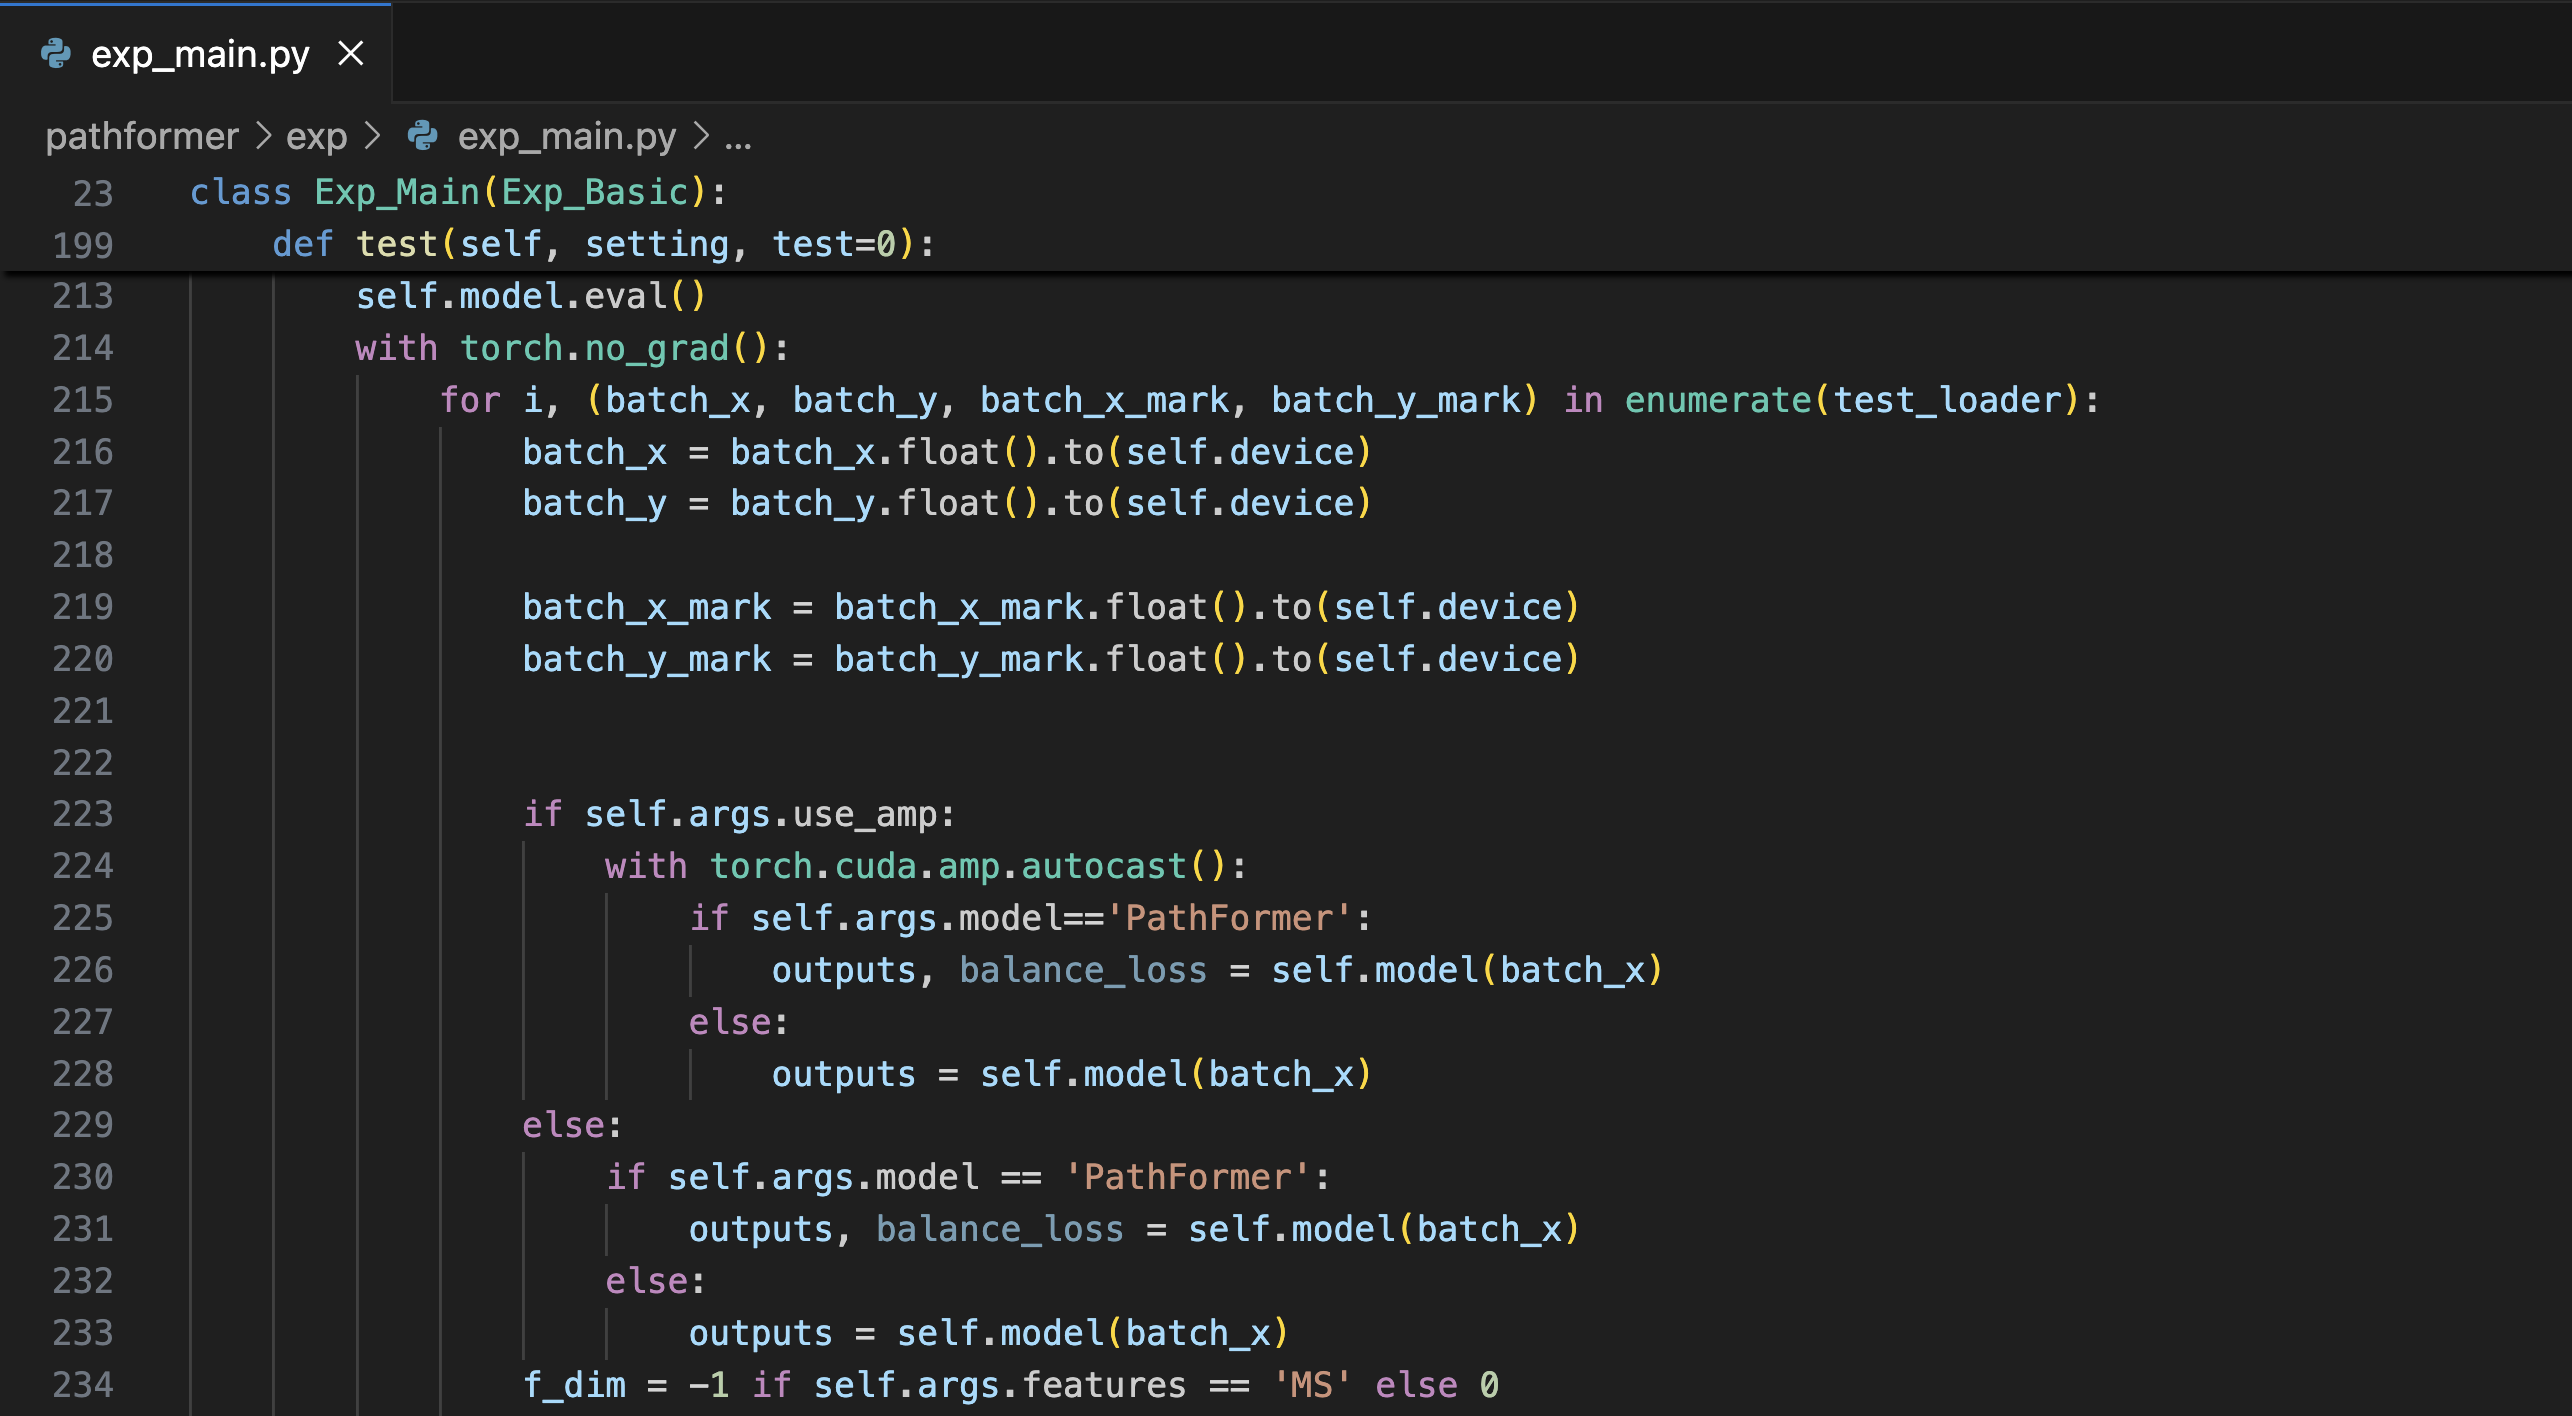 exp_main.py
pathformer > exp > exp_main.py > ...
23 class Exp_Main(Exp_Basic):
199 def test(self, setting, test=0):
213 self.model.eval()
214 with torch.no_grad():
215 for i, (batch_x, batch_y, batch_x_mark, batch_y_mark) in enumerate(test_loader):
216 batch_x = batch_x.float().to(self.device)
217 batch_y = batch_y.float().to(self.device)
218
219 batch_x_mark = batch_x_mark.float().to(self.device)
220 batch_y_mark = batch_y_mark.float().to(self.device)
221
222
223 if self.args.use_amp:
224 with torch.cuda.amp.autocast():
225 if self.args.model=='PathFormer':
226 outputs, balance_loss = self.model(batch_x)
227 else:
228 outputs = self.model(batch_x)
229 else:
230 if self.args.model == 'PathFormer':
231 outputs, balance_loss = self.model(batch_x)
232 else:
233 outputs = self.model(batch_x)
234 f_dim = -1 if self.args.features == 'MS' else 0